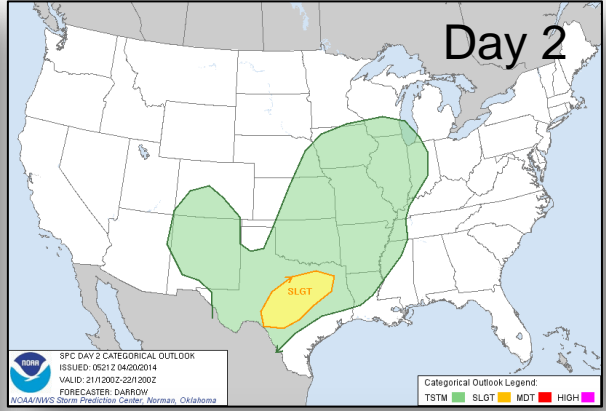 Day 2
SLGT
NOAA
SPC DAY 2 CATEGORICAL OUTLOOK
ISSUED: 0521Z 04/20/2014
VALID: 21/1200Z-22/1200Z
FORECASTER: DARROW
NOAA/NWS Storm Prediction Center, Norman, Oklahoma
Categorical Outlook Legend:
TSTM SLGT MDT HIGH